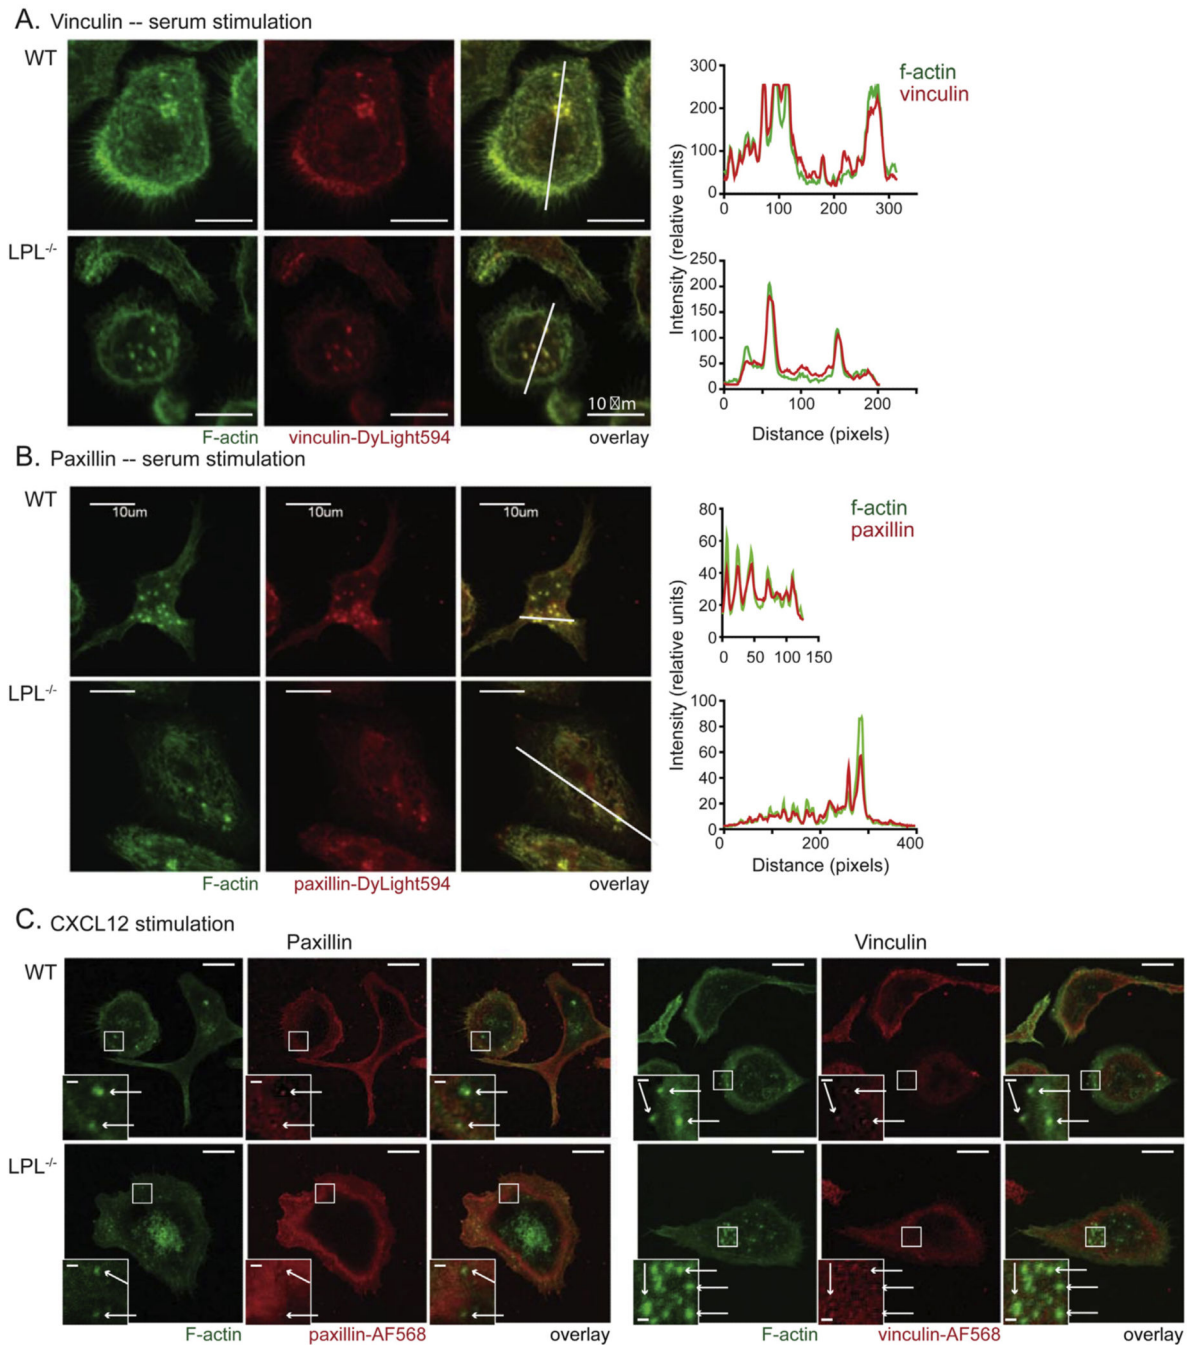 A. Vinculin -- serum stimulation
WT
f-actin
vinculin
300
200
100
0
0 100 200 300
LPL-/-
250
200
150
100
50
0
0 100 200
Intensity (relative units)
Distance (pixels)
10 m
F-actin vinculin-DyLight594 overlay
B. Paxillin -- serum stimulation
WT
10um 10um 10um
f-actin
paxillin
80
60
40
20
0
0 50 100 150
LPL-/-
100
80
60
40
20
0
0 200 400
Intensity (relative units)
Distance (pixels)
F-actin paxillin-DyLight594 overlay
C. CXCL12 stimulation
Paxillin Vinculin
WT
LPL-/-
F-actin paxillin-AF568 overlay F-actin vinculin-AF568 overlay